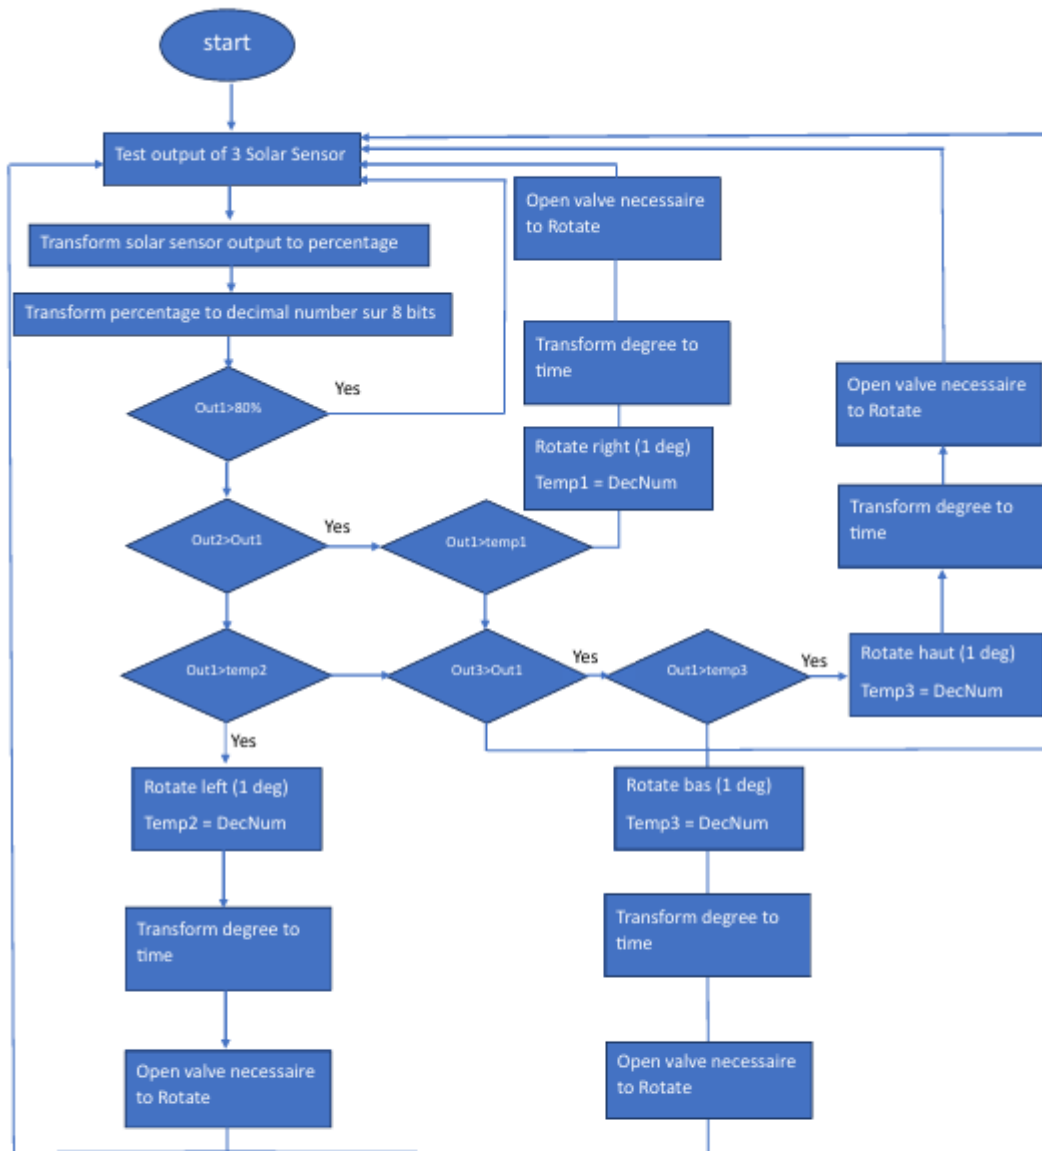 start
Test output of 3 Solar Sensor
Transform solar sensor output to percentage
Transform percentage to decimal number sur 8 bits
Out1>80%
Yes
Out2>Out1
Yes
Out1>temp1
Rotate right (1 deg)
Temp1 = DecNum
Transform degree to
time
Open valve necessaire
to Rotate
Out1>temp2
Yes
Out3>Out1
Yes
Out1>temp3
Yes
Rotate haut (1 deg)
Temp3 = DecNum
Transform degree to
time
Open valve necessaire
to Rotate
Rotate left (1 deg)
Temp2 = DecNum
Transform degree to
time
Open valve necessaire
to Rotate
Rotate bas (1 deg)
Temp3 = DecNum
Transform degree to
time
Open valve necessaire
to Rotate